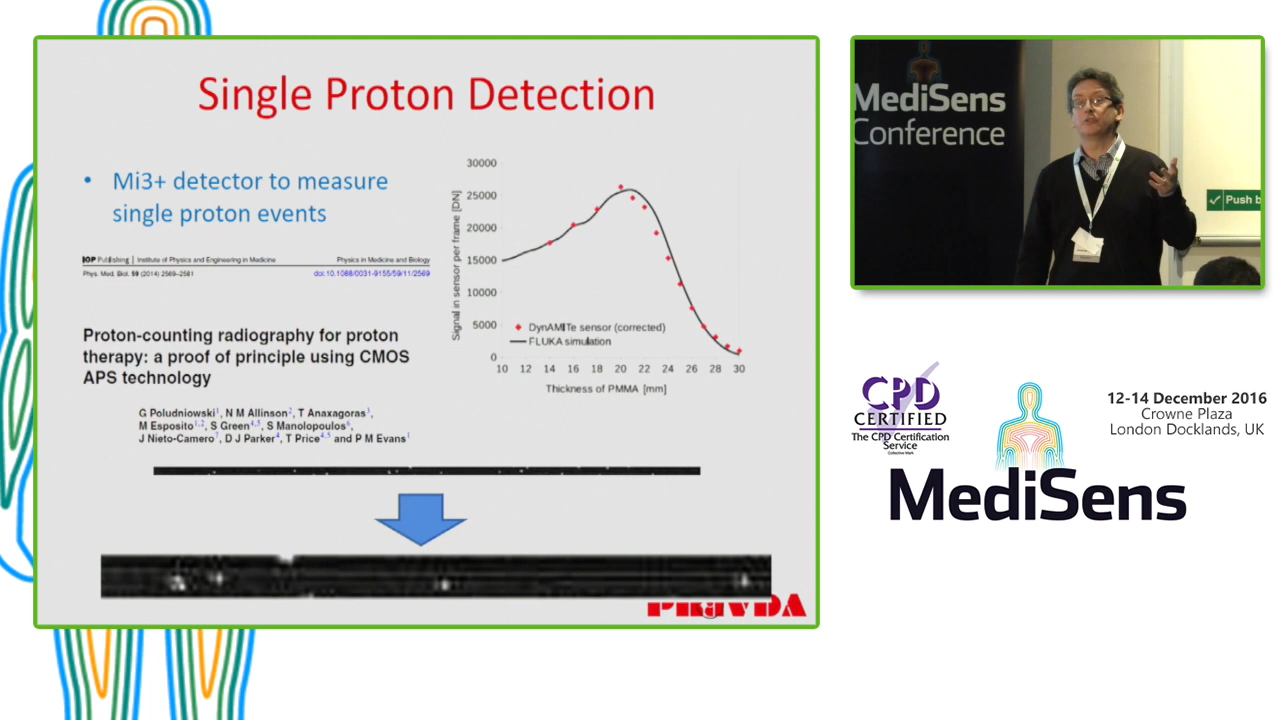 Single Proton Detection
• Mi3+ detector to measure
single proton events
IOP Publishing | Institute of Physics and Engineering in Medicine
Physics in Medicine and Biology
Phys. Med. Biol. 59 (2014) 2569–2581
doi:10.1088/0031-9155/59/11/2569
Proton-counting radiography for proton
therapy: a proof of principle using CMOS
APS technology
G Poludniowski1, N M Allinson2, T Anaxagoras3,
M Esposito1,2, S Green4,5, S Manolopoulos6,
J Nieto-Camero7, D J Parker4, T Price4,5 and P M Evans1
Signal in sensor per frame [DN]
30000
25000
20000
15000
10000
5000
0
DynAMITe sensor (corrected)
FLUKA simulation
10 12 14 16 18 20 22 24 26 28 30
Thickness of PMMA [mm]
PRaVDA
MediSens
Conference
Push b
CPD
CERTIFIED
The CPD Certification
Service
Collective Mark
12-14 December 2016
Crowne Plaza
London Docklands, UK
MediSens